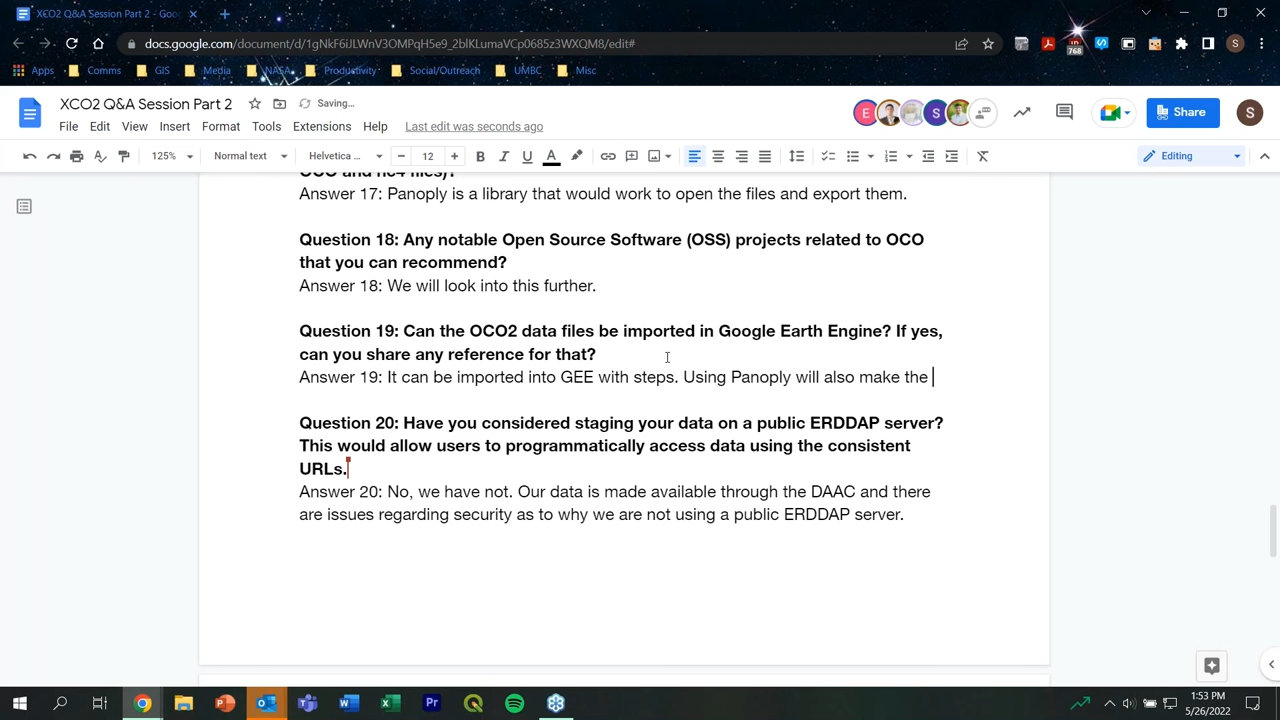 XCO2 Q&A Session Part 2 - Goo
docs.google.com/document/d/1gNkF6iJLWnV3OMPqH5e9_2blKLumaVCp0685z3WXQM8/edit#
768
S
Apps Comms GIS Media NASA Productivity Social/Outreach UMBC Misc
XCO2 Q&A Session Part 2 Saving…
E S Share S
File Edit View Insert Format Tools Extensions Help Last edit was seconds ago
125% Normal text Helvetica ... 12 B I U A Editing
OCO and nc4 files)?
Answer 17: Panoply is a library that would work to open the files and export them.
Question 18: Any notable Open Source Software (OSS) projects related to OCO
that you can recommend?
Answer 18: We will look into this further.
Question 19: Can the OCO2 data files be imported in Google Earth Engine? If yes,
can you share any reference for that?
Answer 19: It can be imported into GEE with steps. Using Panoply will also make the
Question 20: Have you considered staging your data on a public ERDDAP server?
This would allow users to programmatically access data using the consistent
URLs.
Answer 20: No, we have not. Our data is made available through the DAAC and there
are issues regarding security as to why we are not using a public ERDDAP server.
1:53 PM
5/26/2022